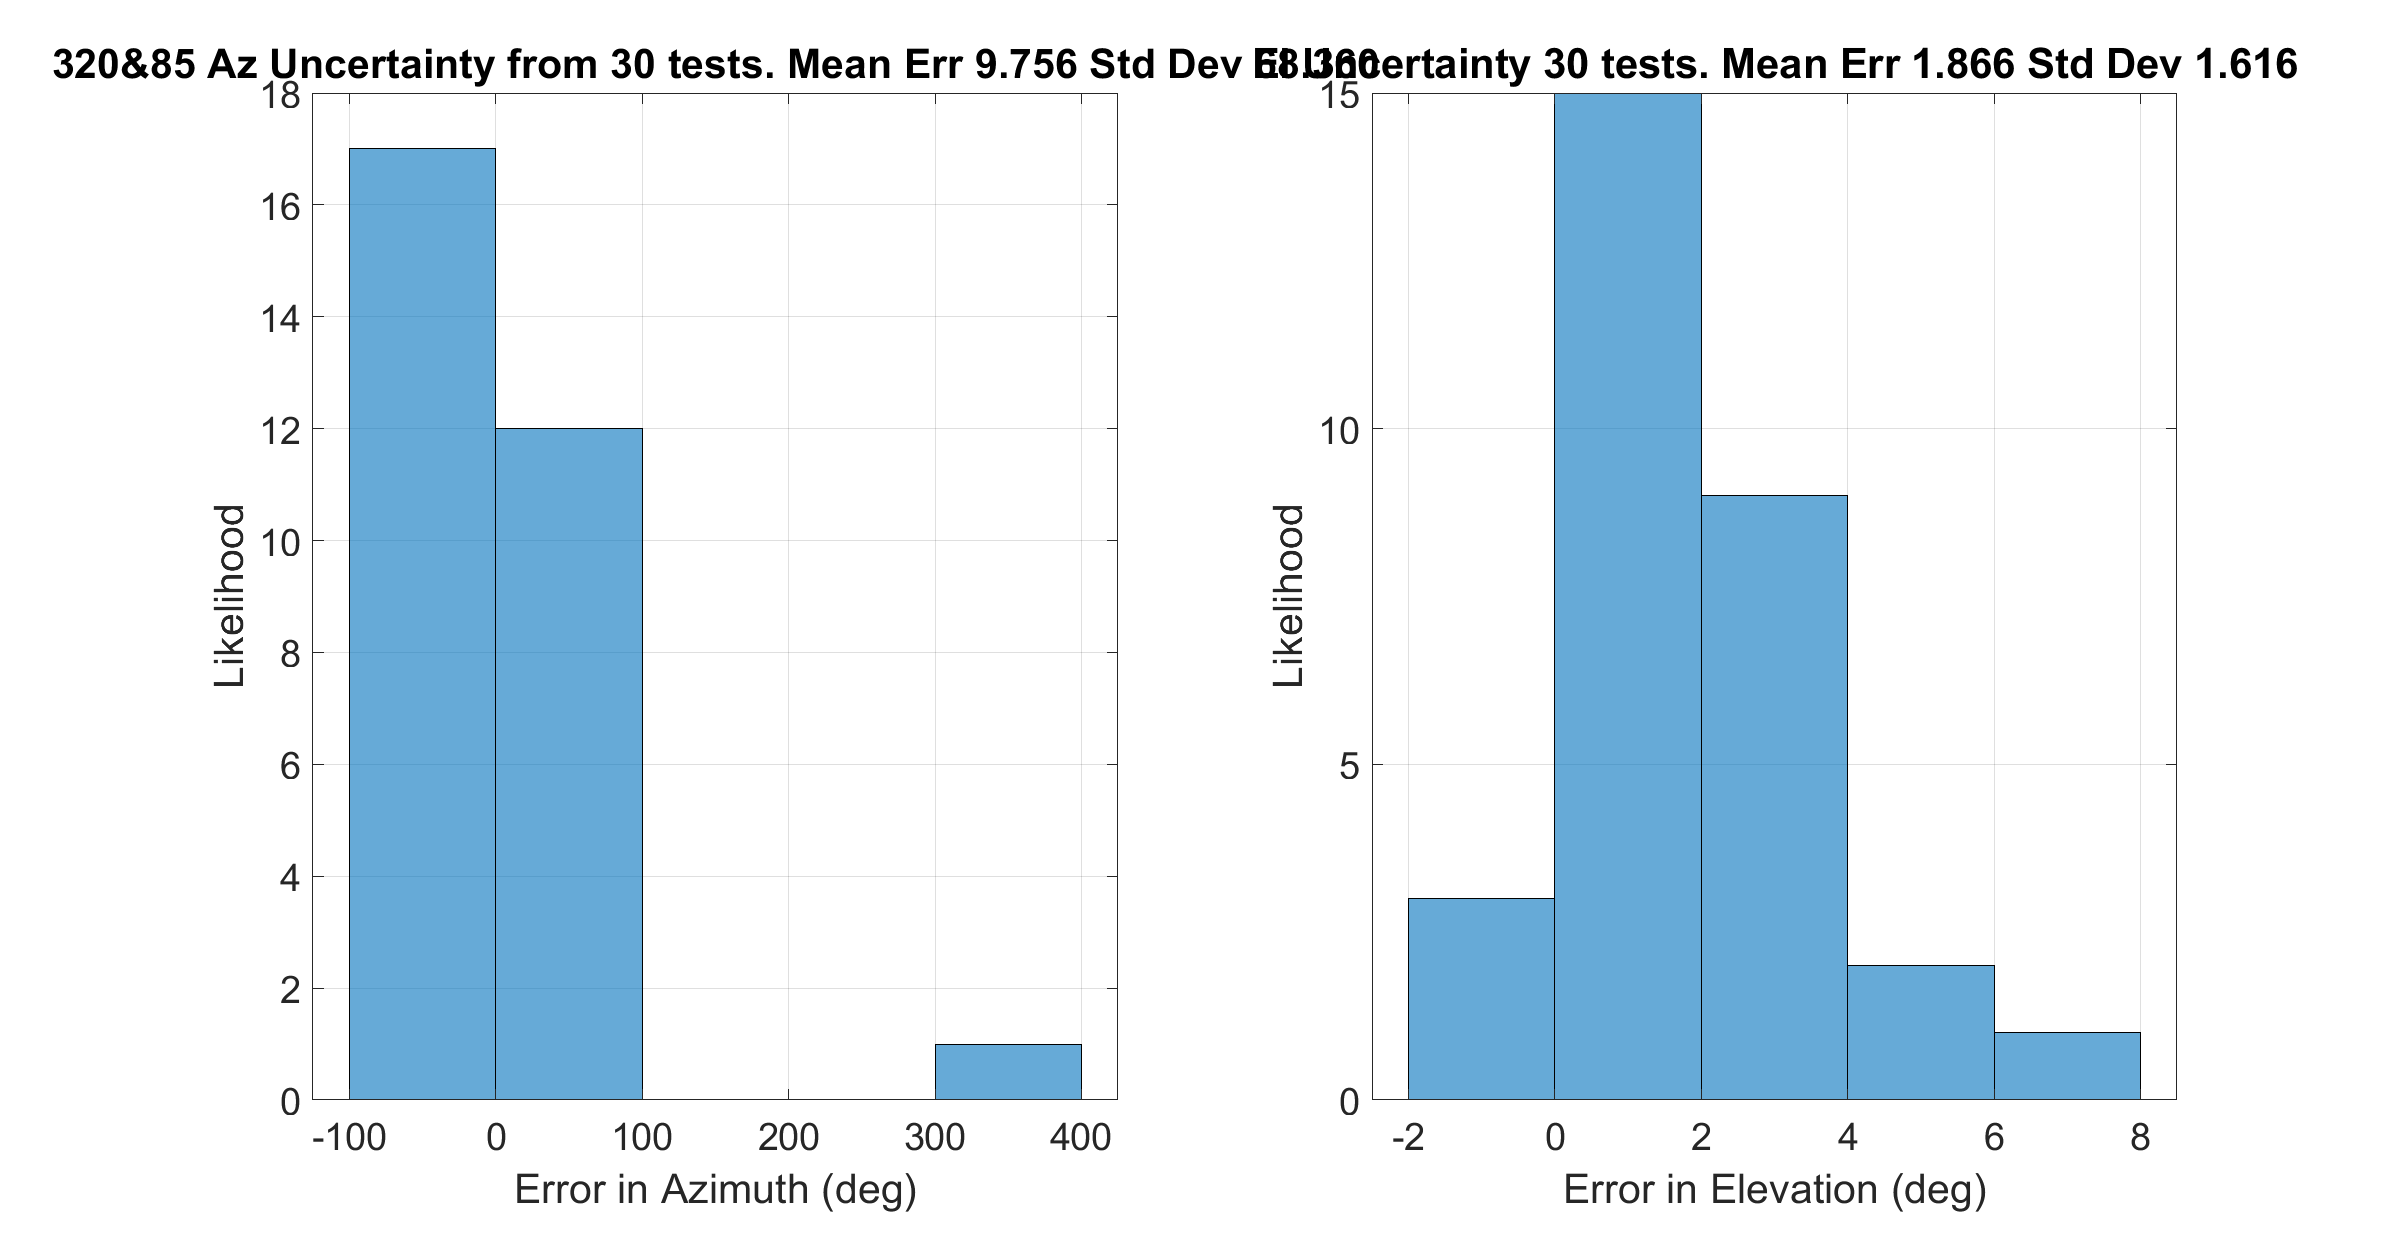 320&85 Az Uncertainty from 30 tests. Mean Err 9.756 Std Dev 68.360
El Uncertainty 30 tests. Mean Err 1.866 Std Dev 1.616
18
16
14
12
10
8
6
4
2
0
Likelihood
-100 0 100 200 300 400
Error in Azimuth (deg)
15
10
5
0
Likelihood
-2 0 2 4 6 8
Error in Elevation (deg)